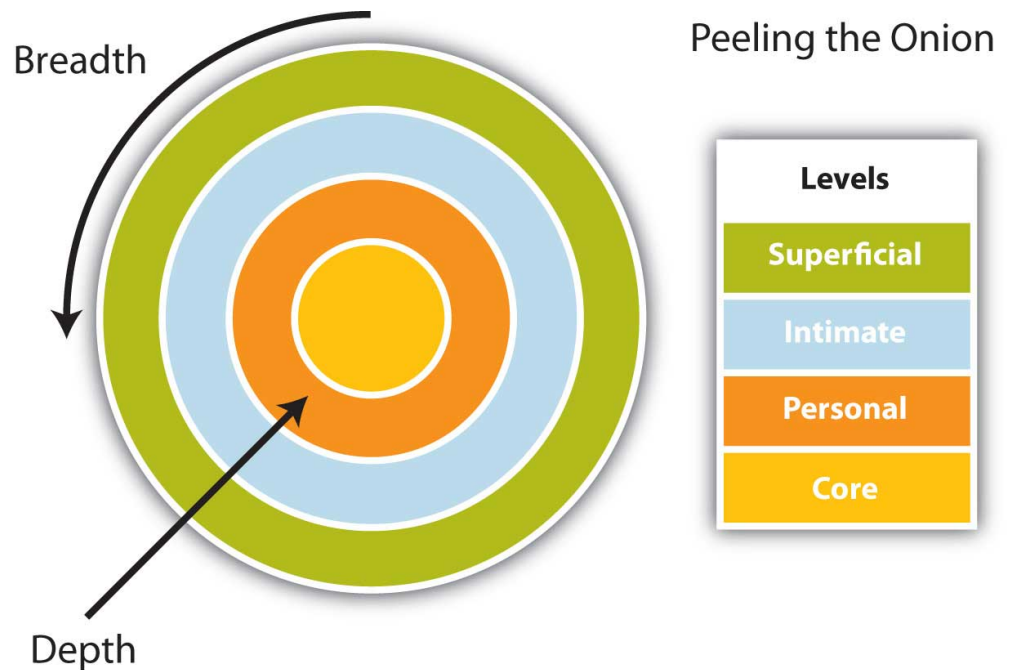 Peeling the Onion
Breadth
Levels
Superficial
Intimate
Personal
Core
Depth